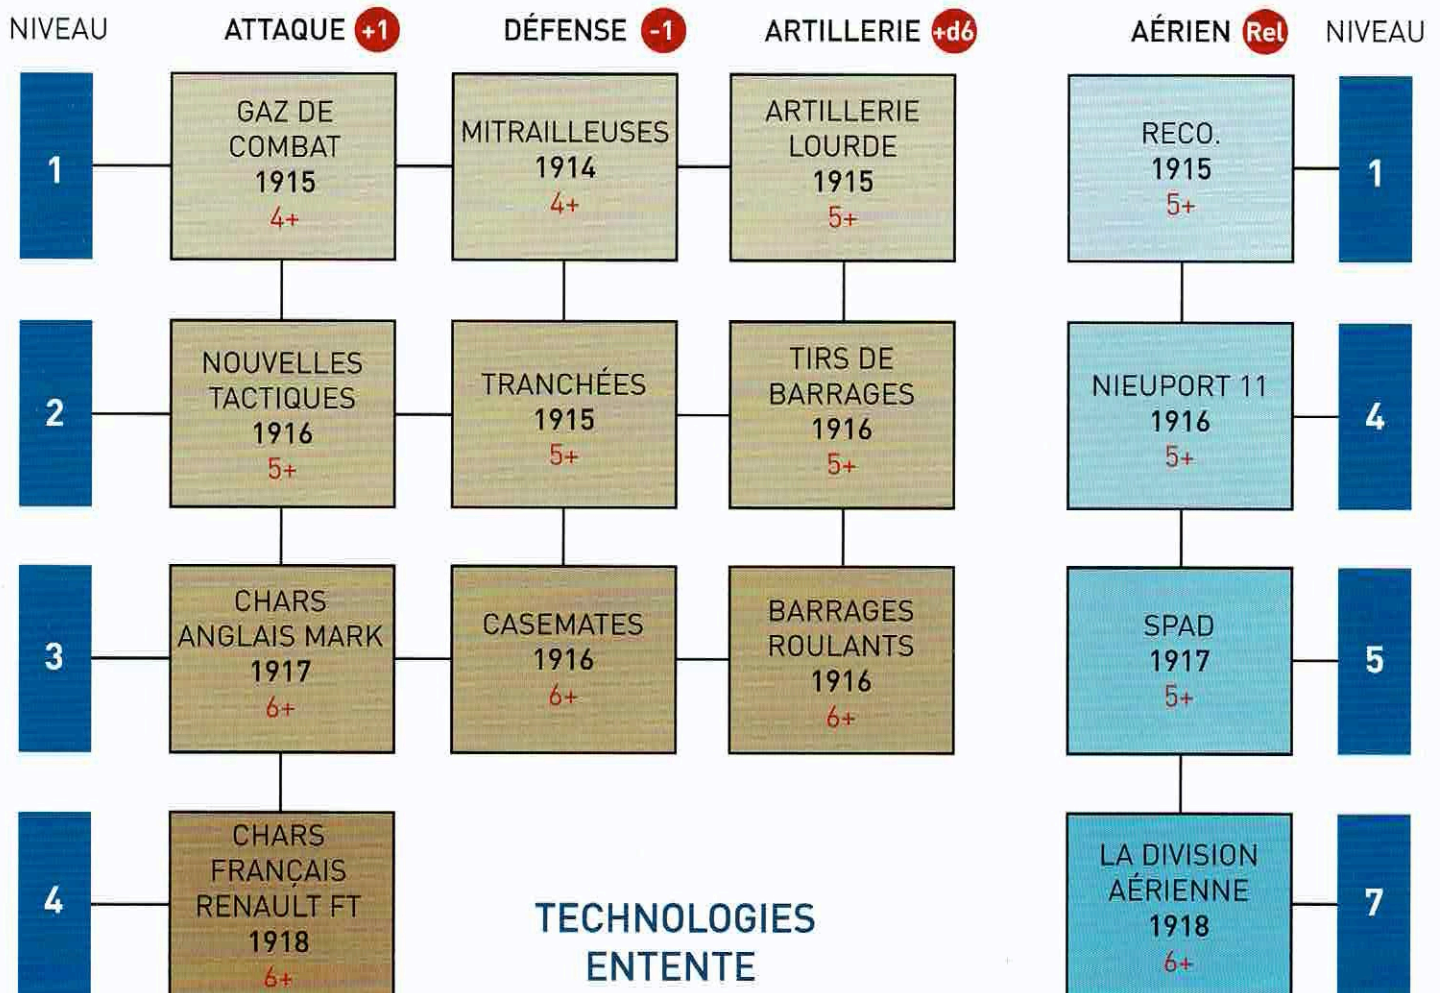 NIVEAU ATTAQUE +1 DÉFENSE -1 ARTILLERIE +d6 AÉRIEN Rel NIVEAU
1
GAZ DE
COMBAT
1915
4+
MITRAILLEUSES
1914
4+
ARTILLERIE
LOURDE
1915
5+
RECO.
1915
5+
1
2
NOUVELLES
TACTIQUES
1916
5+
TRANCHÉES
1915
5+
TIRS DE
BARRAGES
1916
5+
NIEUPORT 11
1916
5+
4
3
CHARS
ANGLAIS MARK
1917
6+
CASEMATES
1916
6+
BARRAGES
ROULANTS
1916
6+
SPAD
1917
5+
5
4
CHARS
FRANÇAIS
RENAULT FT
1918
6+
TECHNOLOGIES
ENTENTE
LA DIVISION
AÉRIENNE
1918
6+
7